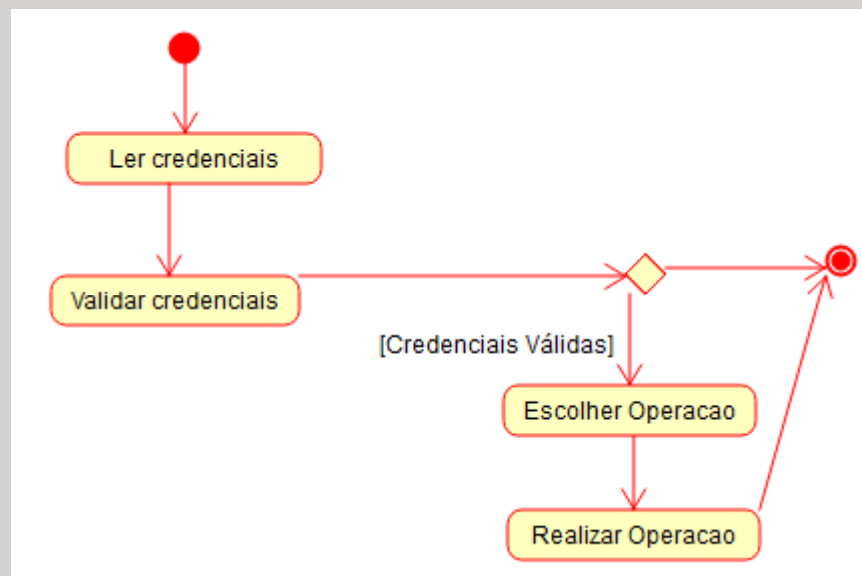 Ler credenciais
Validar credenciais
[Credenciais Válidas]
Escolher Operacao
Realizar Operacao